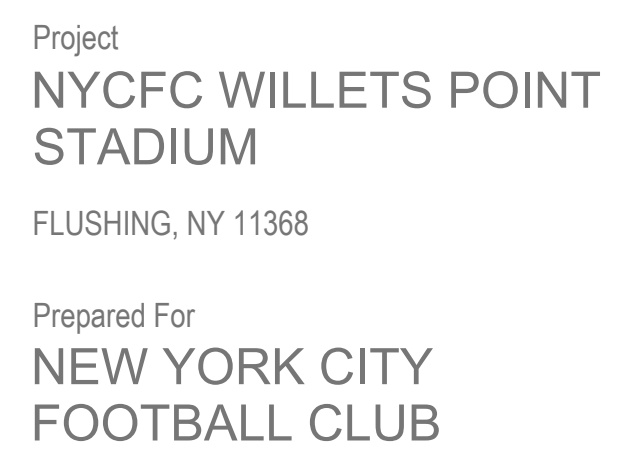 Project
NYCFC WILLETS POINT
STADIUM
FLUSHING, NY 11368
Prepared For
NEW YORK CITY
FOOTBALL CLUB